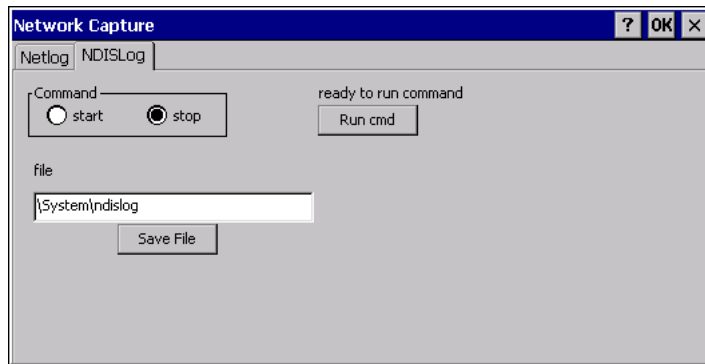 Network Capture ? OK ×
Netlog NDISLog
Command
start stop
ready to run command
Run cmd
file
\System\ndislog
Save File